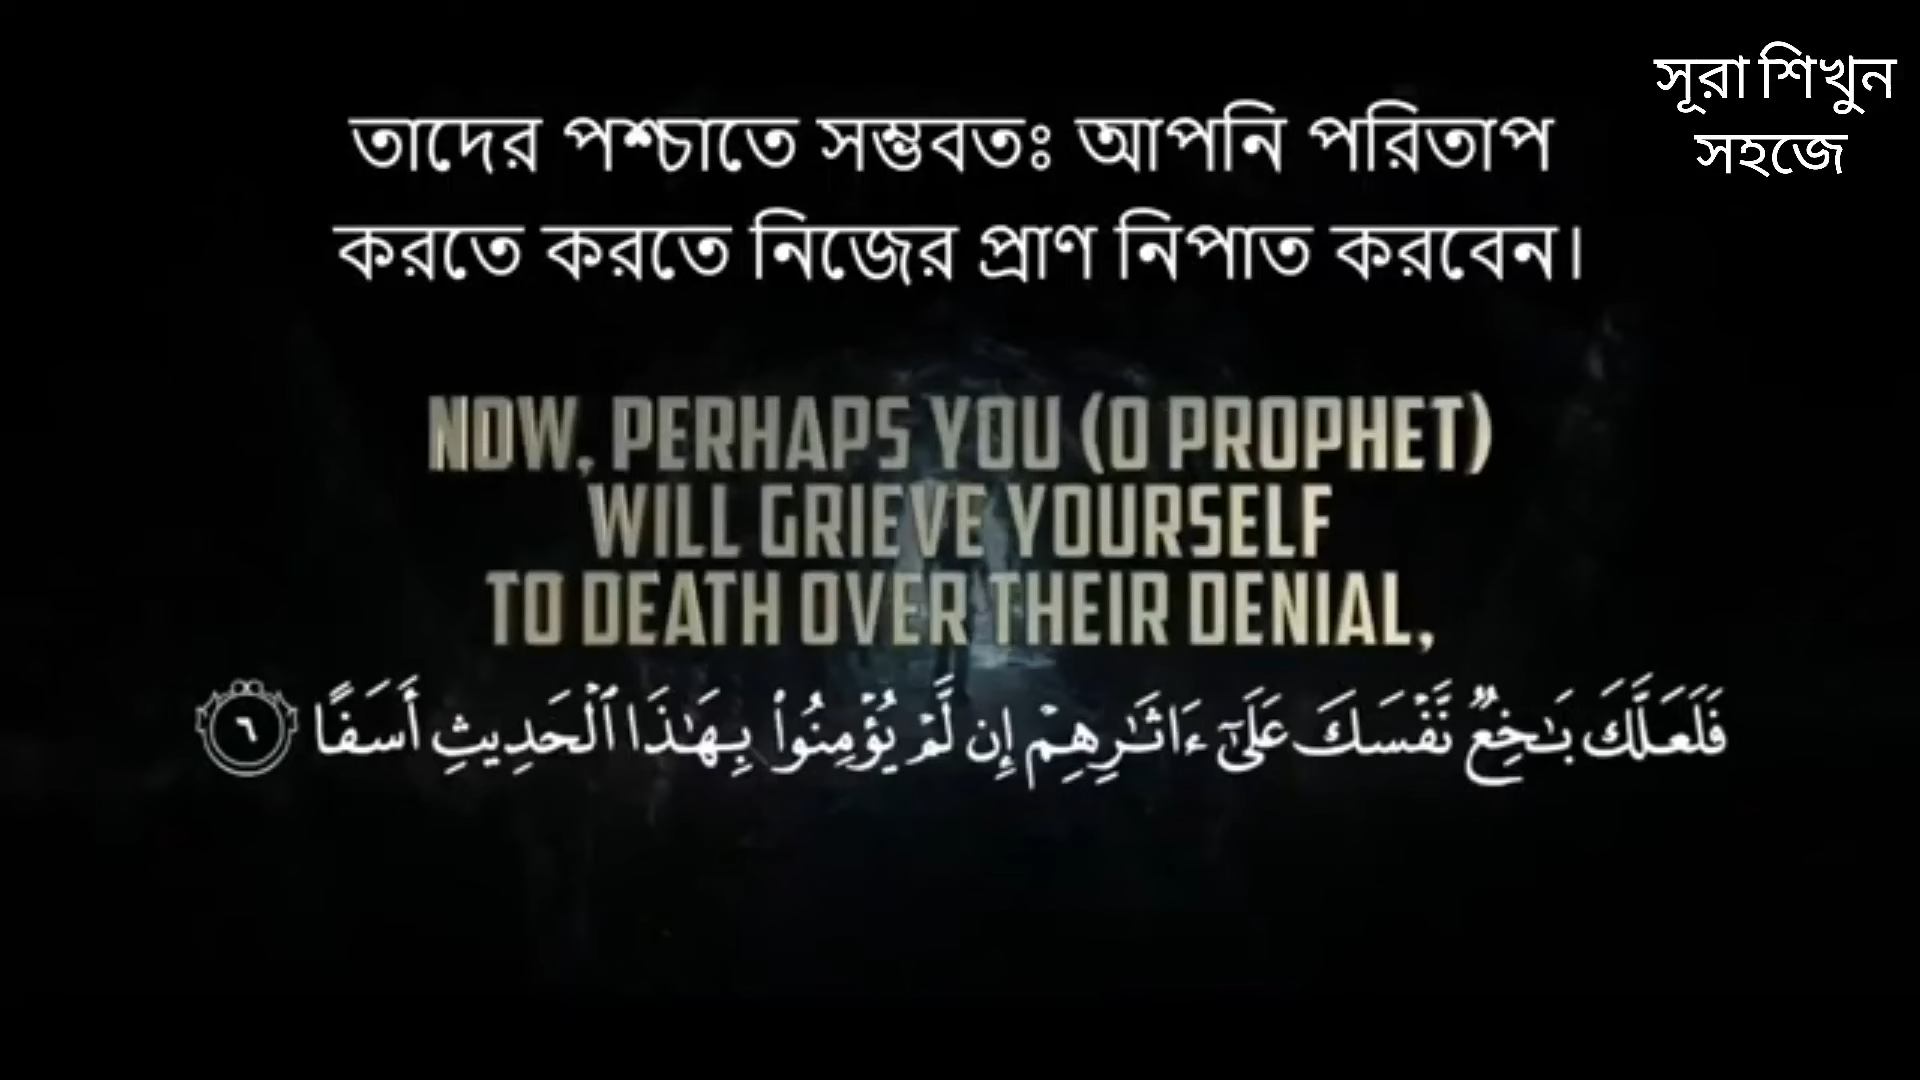 সূরা শিখুন
সহজে
তাদের পশ্চাতে সম্ভবতঃ আপনি পরিতাপ
করতে করতে নিজের প্রাণ নিপাত করবেন।
NOW, PERHAPS YOU (O PROPHET)
WILL GRIEVE YOURSELF
TO DEATH OVER THEIR DENIAL,
فَلَعَلَّكَ بَـٰخِعٌۭ نَّفْسَكَ عَلَىٰٓ ءَاثَـٰرِهِمْ إِن لَّمْ يُؤْمِنُوا۟ بِهَـٰذَا ٱلْحَدِيثِ أَسَفًا ٦